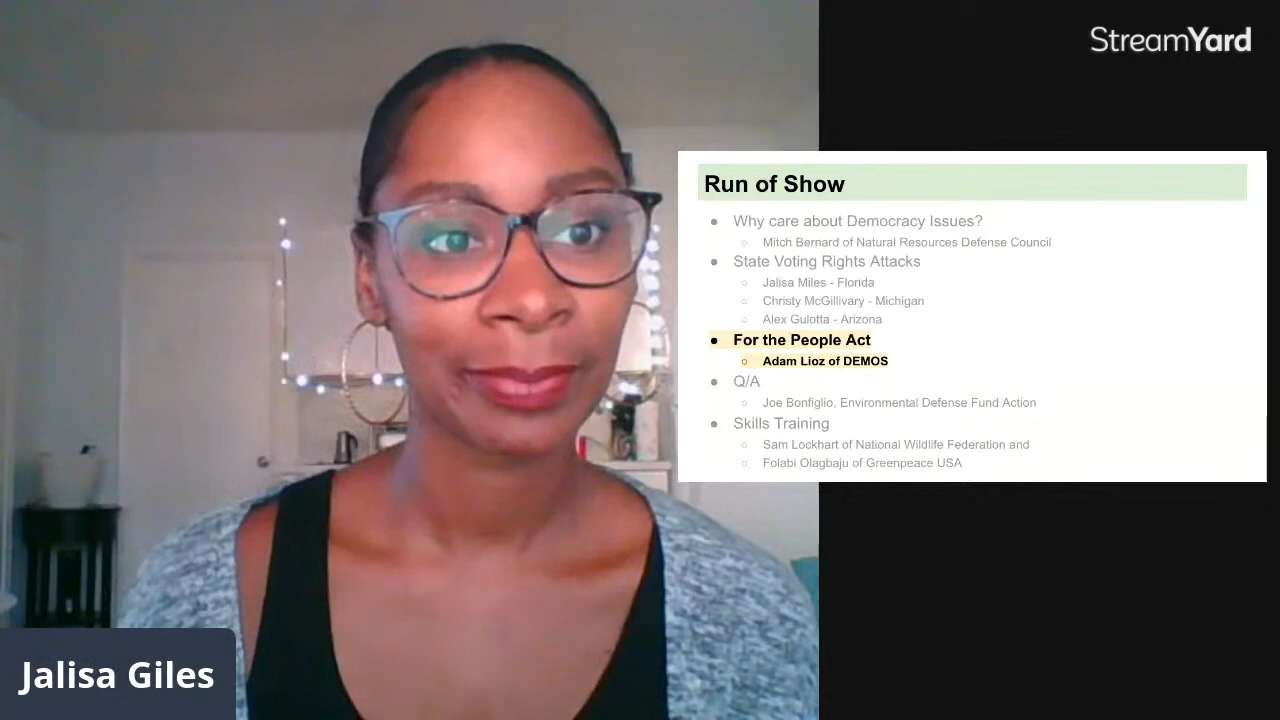 StreamYard
Run of Show
● Why care about Democracy Issues?
○ Mitch Bernard of Natural Resources Defense Council
● State Voting Rights Attacks
○ Jalisa Miles - Florida
○ Christy McGillivary - Michigan
○ Alex Gulotta - Arizona
● For the People Act
○ Adam Lioz of DEMOS
● Q/A
○ Joe Bonfiglio, Environmental Defense Fund Action
● Skills Training
○ Sam Lockhart of National Wildlife Federation and
○ Folabi Olagbaju of Greenpeace USA
Jalisa Giles